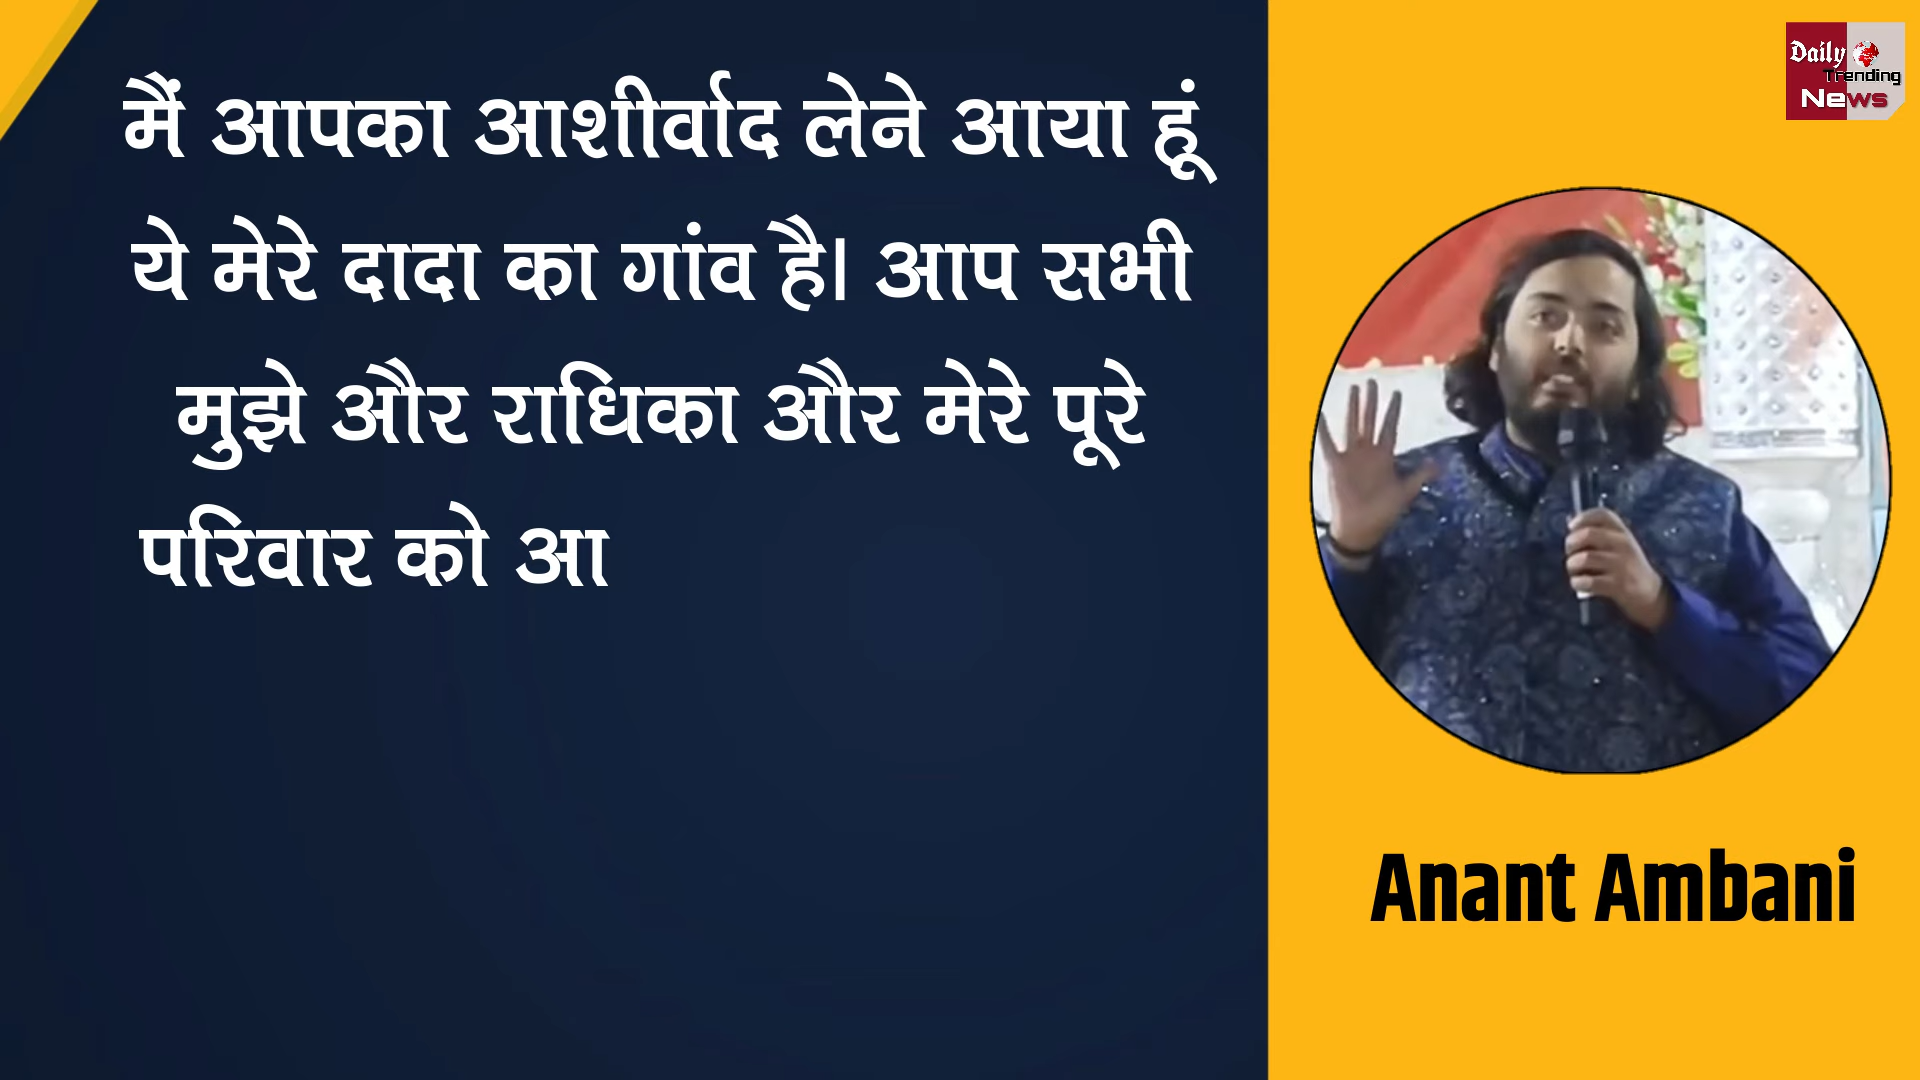 मैं आपका आशीर्वाद लेने आया हूं
ये मेरे दादा का गांव है। आप सभी
मुझे और राधिका और मेरे पूरे
परिवार को आ
Daily
Trending
News
Anant Ambani